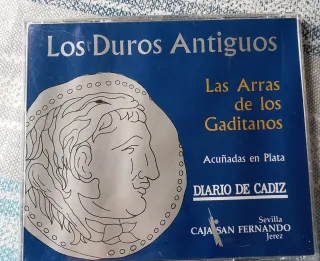 Los Duros Antiguos
Las Arras
de los
Gaditanos
Acuñadas en Plata
DIARIO DE CADIZ
Sevilla
CAJA SAN FERNANDO
Jerez